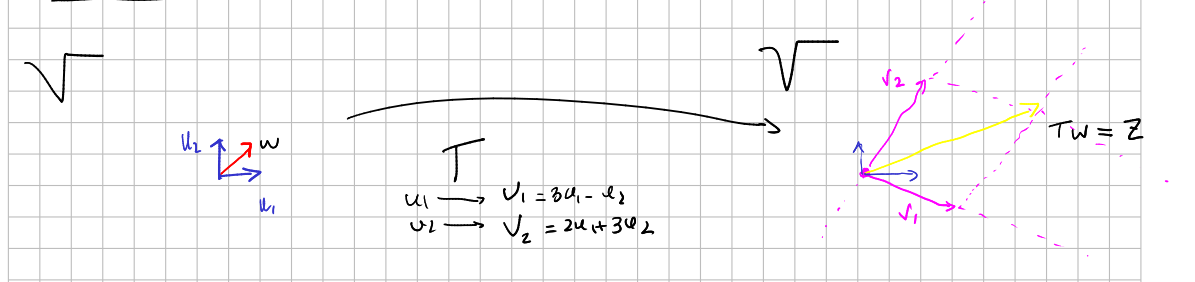 V
V
u₂
w
u₁
T
u₁ → v₁ = 3u₁ - u₂
u₂ → v₂ = 2u₁ + 3u₂
v₂
v₁
Tw = z